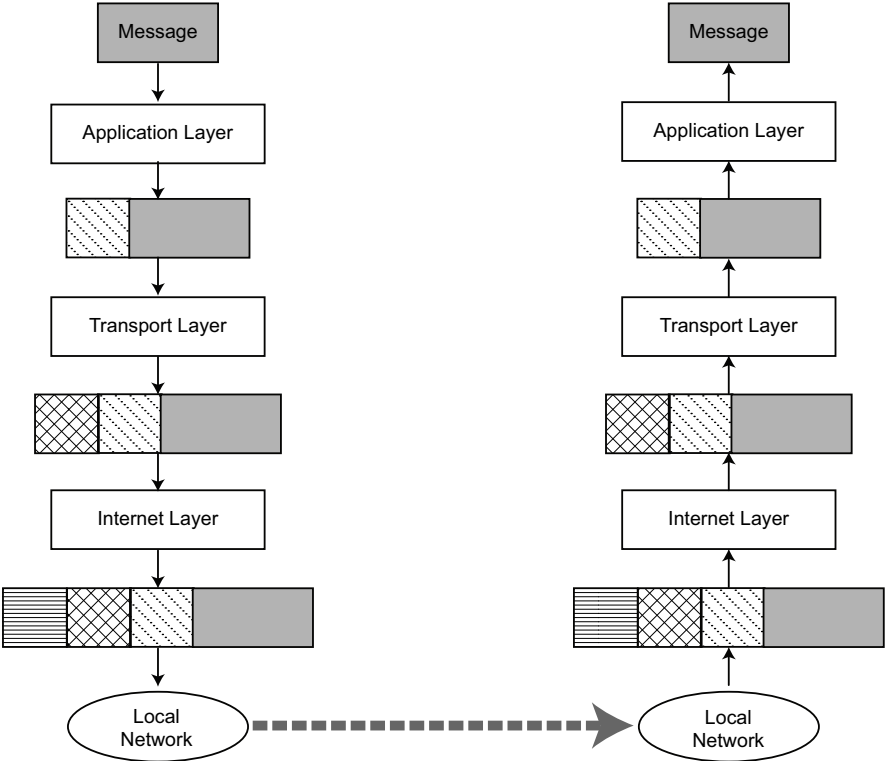 Message
Message
Application Layer
Application Layer
Transport Layer
Transport Layer
Internet Layer
Internet Layer
Local
Network
Local
Network